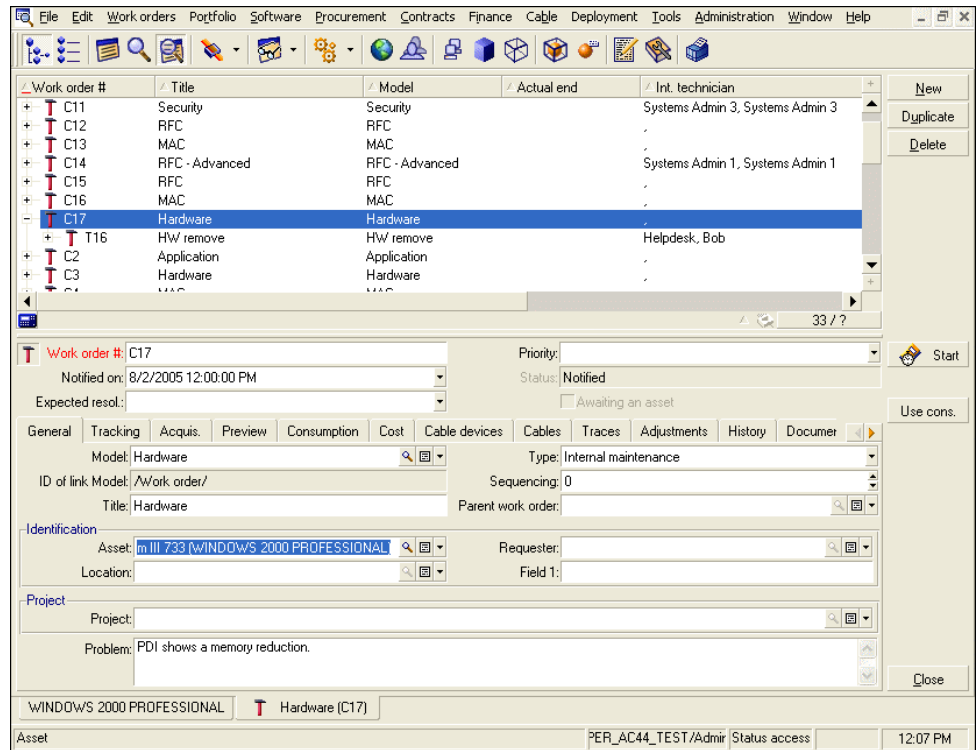 File Edit Work orders Portfolio Software Procurement Contracts Finance Cable Deployment Tools Administration Window Help
Work order # Title Model Actual end Int. technician
C11 Security Security Systems Admin 3, Systems Admin 3
C12 RFC RFC ,
C13 MAC MAC ,
C14 RFC - Advanced RFC - Advanced Systems Admin 1, Systems Admin 1
C15 RFC RFC ,
C16 MAC MAC ,
C17 Hardware Hardware ,
T16 HW remove HW remove Helpdesk, Bob
C2 Application Application ,
C3 Hardware Hardware ,
New
Duplicate
Delete
33 / ?
Work order #: C17 Priority:
Start
Notified on: 8/2/2005 12:00:00 PM Status: Notified
Expected resol.: Awaiting an asset
Use cons.
General Tracking Acquis. Preview Consumption Cost Cable devices Cables Traces Adjustments History Documer
Model: Hardware Type: Internal maintenance
ID of link Model: /Work order/ Sequencing: 0
Title: Hardware Parent work order:
Identification
Asset: m III 733 (WINDOWS 2000 PROFESSIONAL) Requester:
Location: Field 1:
Project
Project:
Problem: PDI shows a memory reduction.
Close
WINDOWS 2000 PROFESSIONAL Hardware (C17)
Asset PER_AC44_TEST/Admir Status access 12:07 PM